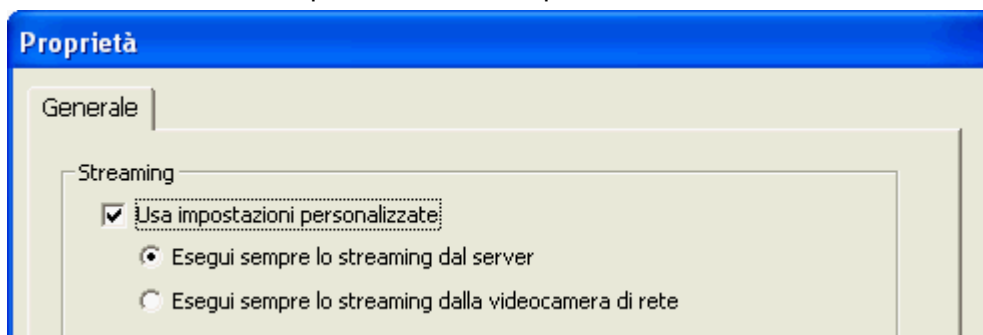 Proprietà
Generale
Streaming
Usa impostazioni personalizzate
Esegui sempre lo streaming dal server
Esegui sempre lo streaming dalla videocamera di rete